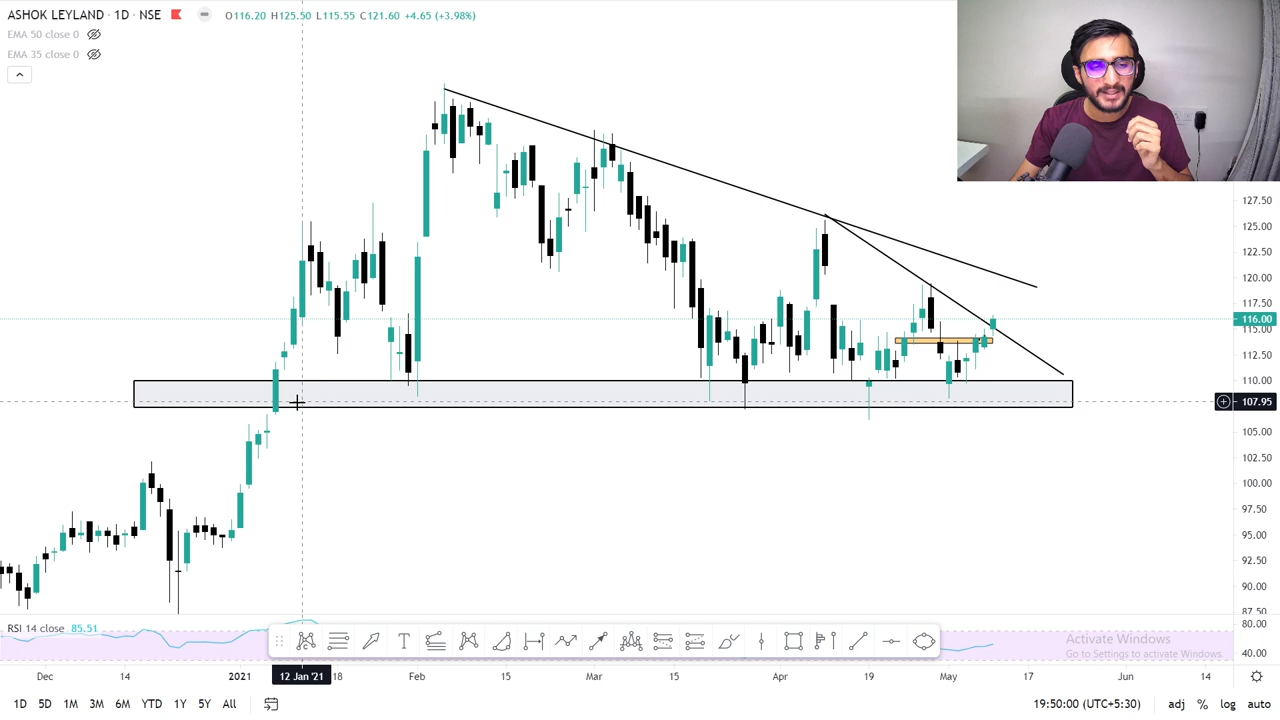 ASHOK LEYLAND · 1D · NSE O116.20 H125.50 L115.55 C121.60 +4.65 (+3.98%)
EMA 50 close 0
EMA 35 close 0
127.50
125.00
122.50
120.00
117.50
116.00
115.00
112.50
110.00
107.95
105.00
102.50
100.00
97.50
95.00
92.50
90.00
87.50
RSI 14 close 85.51
80.00
40.00
Activate Windows
Go to Settings to activate Windows.
Dec 14 2021 12 Jan '21 18 Feb 15 Mar 15 Apr 19 May 17 Jun 14
1D 5D 1M 3M 6M YTD 1Y 5Y All 19:50:00 (UTC+5:30) adj % log auto